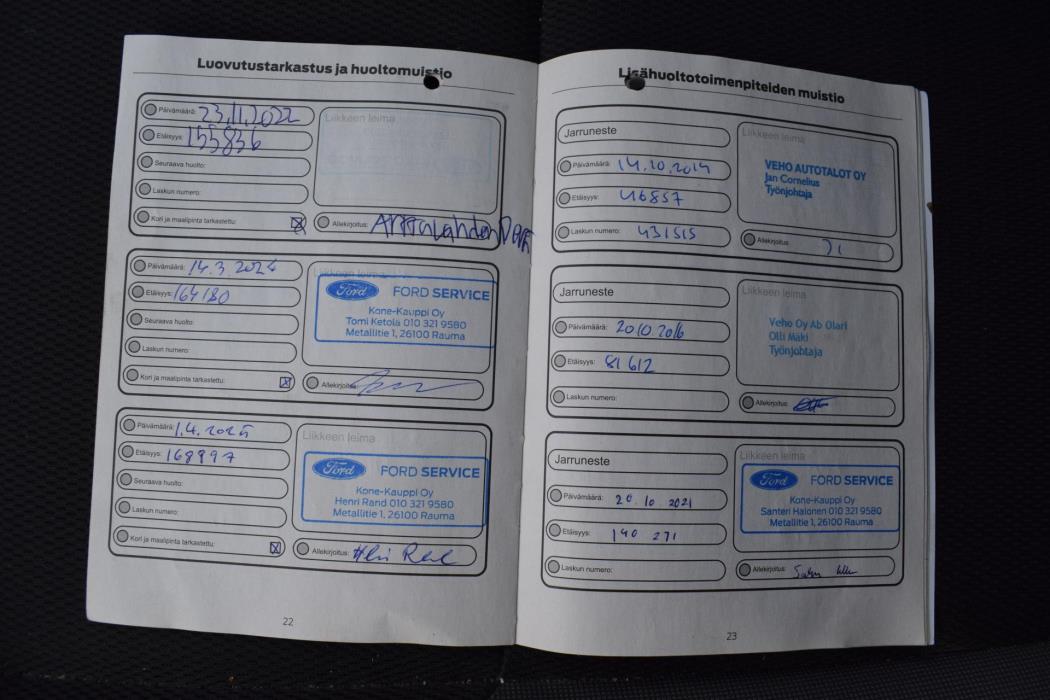 Luovutustarkastus ja huoltomuistio
Päivämäärä: 23.11.2022
Etäisyys: 155836
Seuraava huolto:
Laskun numero:
Kori ja maalipinta tarkastettu: ☒
Liikkeen leima
Allekirjoitus:
Päivämäärä: 14.3.2024
Etäisyys: 164180
Seuraava huolto:
Laskun numero:
Kori ja maalipinta tarkastettu: ☒
Ford FORD SERVICE
Kone-Kauppi Oy
Tomi Ketola 010 321 9580
Metallitie 1, 26100 Rauma
Allekirjoitus:
Päivämäärä: 1.4.2025
Etäisyys: 168997
Seuraava huolto:
Laskun numero:
Kori ja maalipinta tarkastettu: ☒
Liikkeen leima
Ford FORD SERVICE
Kone-Kauppi Oy
Henri Rand 010 321 9580
Metallitie 1, 26100 Rauma
Allekirjoitus:
22
Lisähuoltotoimenpiteiden muistio
Jarruneste
Päivämäärä: 14.10.2014
Etäisyys: 46857
Laskun numero: 431515
Liikkeen leima
VEHO AUTOTALOT OY
Jan Cornelius
Työnjohtaja
Allekirjoitus:
Jarruneste
Päivämäärä: 20.10.2016
Etäisyys: 81612
Laskun numero:
Liikkeen leima
Veho Oy Ab Olari
Olli Mäki
Työnjohtaja
Allekirjoitus:
Jarruneste
Päivämäärä: 20.10 2021
Etäisyys: 140 271
Laskun numero:
Liikkeen leima
Ford FORD SERVICE
Kone-Kauppi Oy
Santeri Halonen 010 321 9580
Metallitie 1, 26100 Rauma
Allekirjoitus:
23